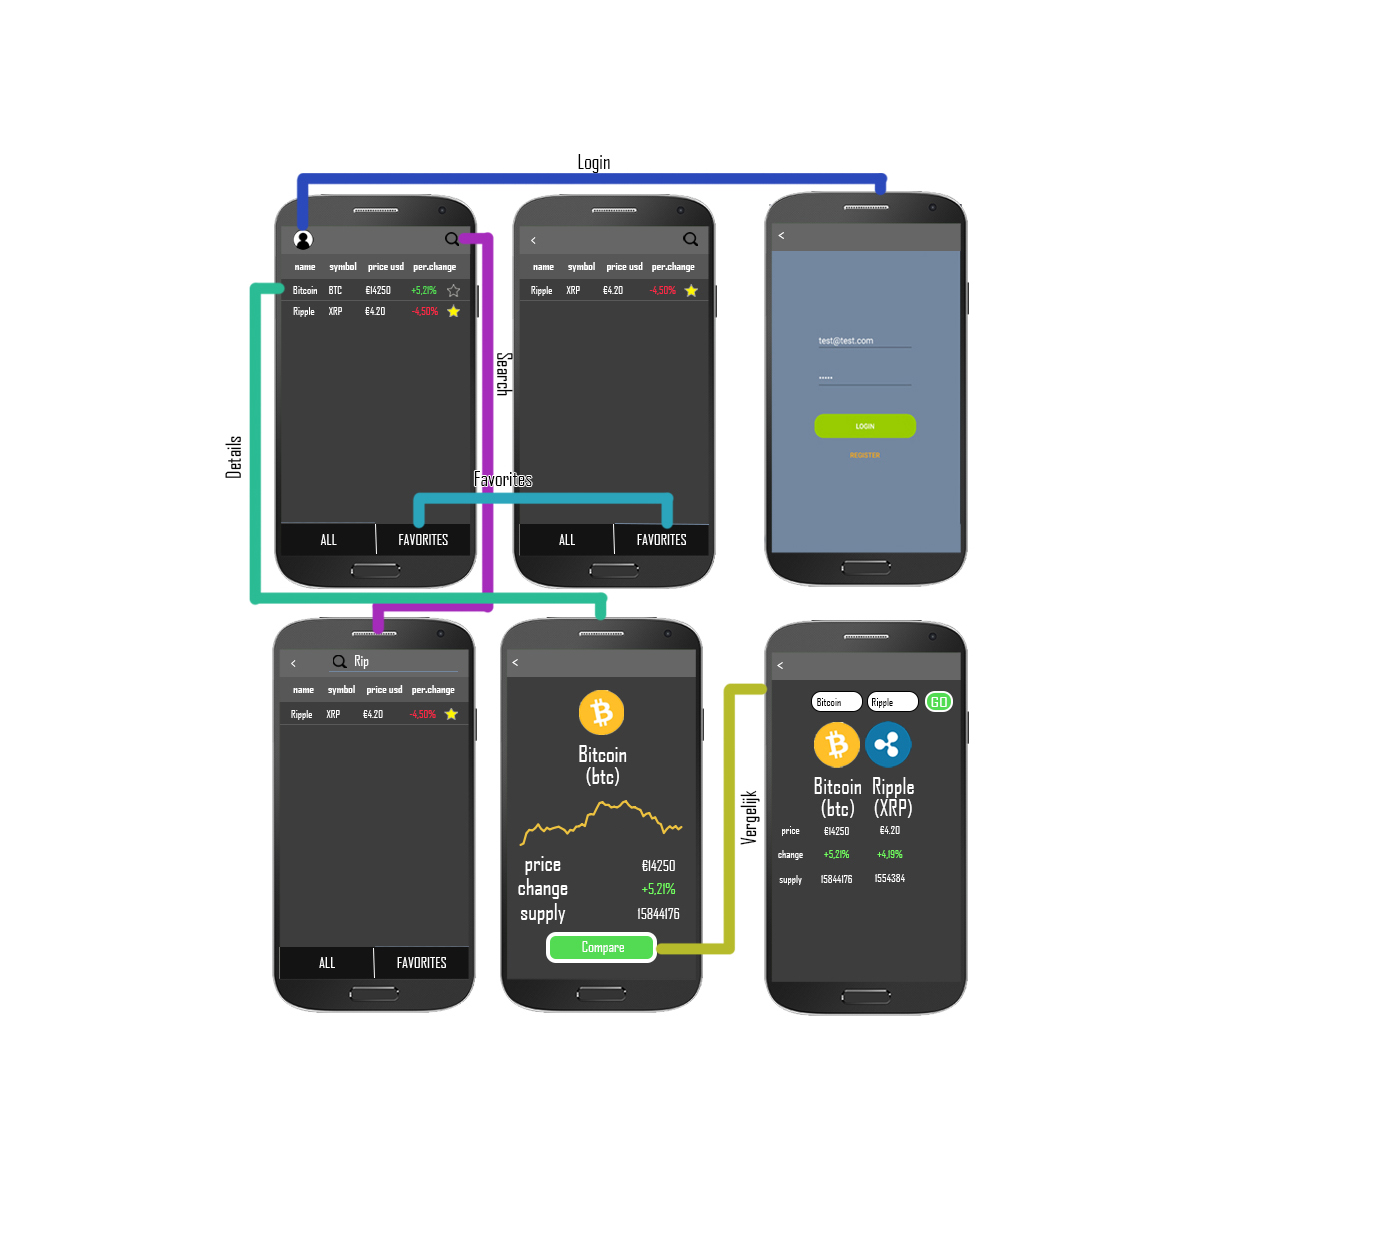 Login
name symbol price usd per.change
Bitcoin BTC €14250 +5,21%
Ripple XRP €4.20 -4,50%
ALL FAVORITES
Search
Favorites
Details
<
name symbol price usd per.change
Ripple XRP €4.20 -4,50%
ALL FAVORITES
<
test@test.com
•••••
LOGIN
REGISTER
< Rip
name symbol price usd per.change
Ripple XRP €4.20 -4,50%
ALL FAVORITES
<
Bitcoin
(btc)
price €14250
change +5,21%
supply 15844176
Compare
Vergelijk
<
Bitcoin Ripple GO
Bitcoin Ripple
(btc) (XRP)
price €14250 €4.20
change +5,21% +4,19%
supply 15844176 1554384